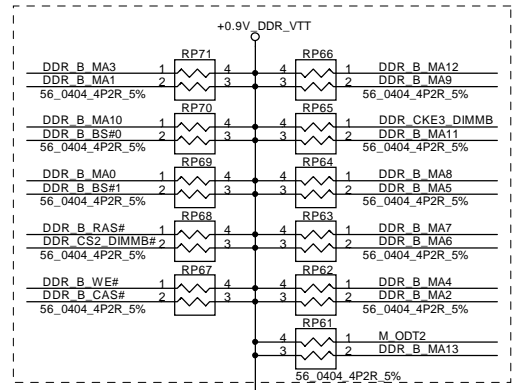 +0.9V_DDR_VTT
RP71 RP66
DDR_B_MA3 1 4 4 1 DDR_B_MA12
DDR_B_MA1 2 3 3 2 DDR_B_MA9
56_0404_4P2R_5% 56_0404_4P2R_5%
RP70 RP65
DDR_B_MA10 1 4 4 1 DDR_CKE3_DIMMB
DDR_B_BS#0 2 3 3 2 DDR_B_MA11
56_0404_4P2R_5% 56_0404_4P2R_5%
RP69 RP64
DDR_B_MA0 1 4 4 1 DDR_B_MA8
DDR_B_BS#1 2 3 3 2 DDR_B_MA5
56_0404_4P2R_5% 56_0404_4P2R_5%
RP68 RP63
DDR_B_RAS# 1 4 4 1 DDR_B_MA7
DDR_CS2_DIMMB# 2 3 3 2 DDR_B_MA6
56_0404_4P2R_5% 56_0404_4P2R_5%
RP67 RP62
DDR_B_WE# 1 4 4 1 DDR_B_MA4
DDR_B_CAS# 2 3 3 2 DDR_B_MA2
56_0404_4P2R_5% 56_0404_4P2R_5%
RP61
4 1 M_ODT2
3 2 DDR_B_MA13
56_0404_4P2R_5%